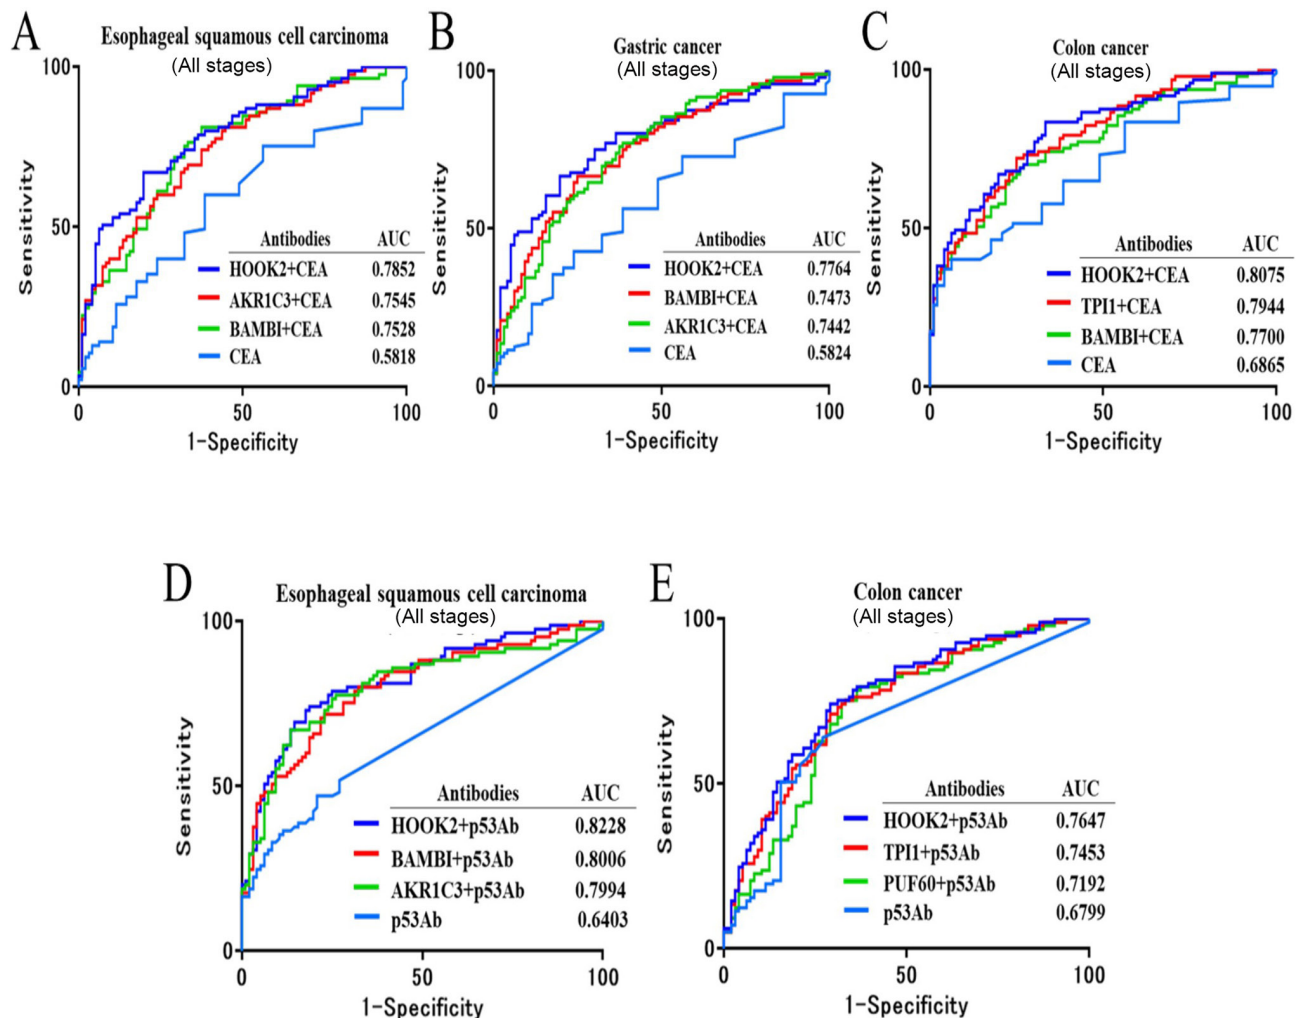 A
Esophageal squamous cell carcinoma
(All stages)
100
50
0
Sensitivity
0 50 100
1-Specificity
Antibodies AUC
HOOK2+CEA 0.7852
AKR1C3+CEA 0.7545
BAMBI+CEA 0.7528
CEA 0.5818
B
Gastric cancer
(All stages)
100
50
0
Sensitivity
0 50 100
1-Specificity
Antibodies AUC
HOOK2+CEA 0.7764
BAMBI+CEA 0.7473
AKR1C3+CEA 0.7442
CEA 0.5824
C
Colon cancer
(All stages)
100
50
0
Sensitivity
0 50 100
1-Specificity
Antibodies AUC
HOOK2+CEA 0.8075
TPI1+CEA 0.7944
BAMBI+CEA 0.7700
CEA 0.6865
D
Esophageal squamous cell carcinoma
(All stages)
100
50
0
Sensitivity
0 50 100
1-Specificity
Antibodies AUC
HOOK2+p53Ab 0.8228
BAMBI+p53Ab 0.8006
AKR1C3+p53Ab 0.7994
p53Ab 0.6403
E
Colon cancer
(All stages)
100
50
0
Sensitivity
0 50 100
1-Specificity
Antibodies AUC
HOOK2+p53Ab 0.7647
TPI1+p53Ab 0.7453
PUF60+p53Ab 0.7192
p53Ab 0.6799